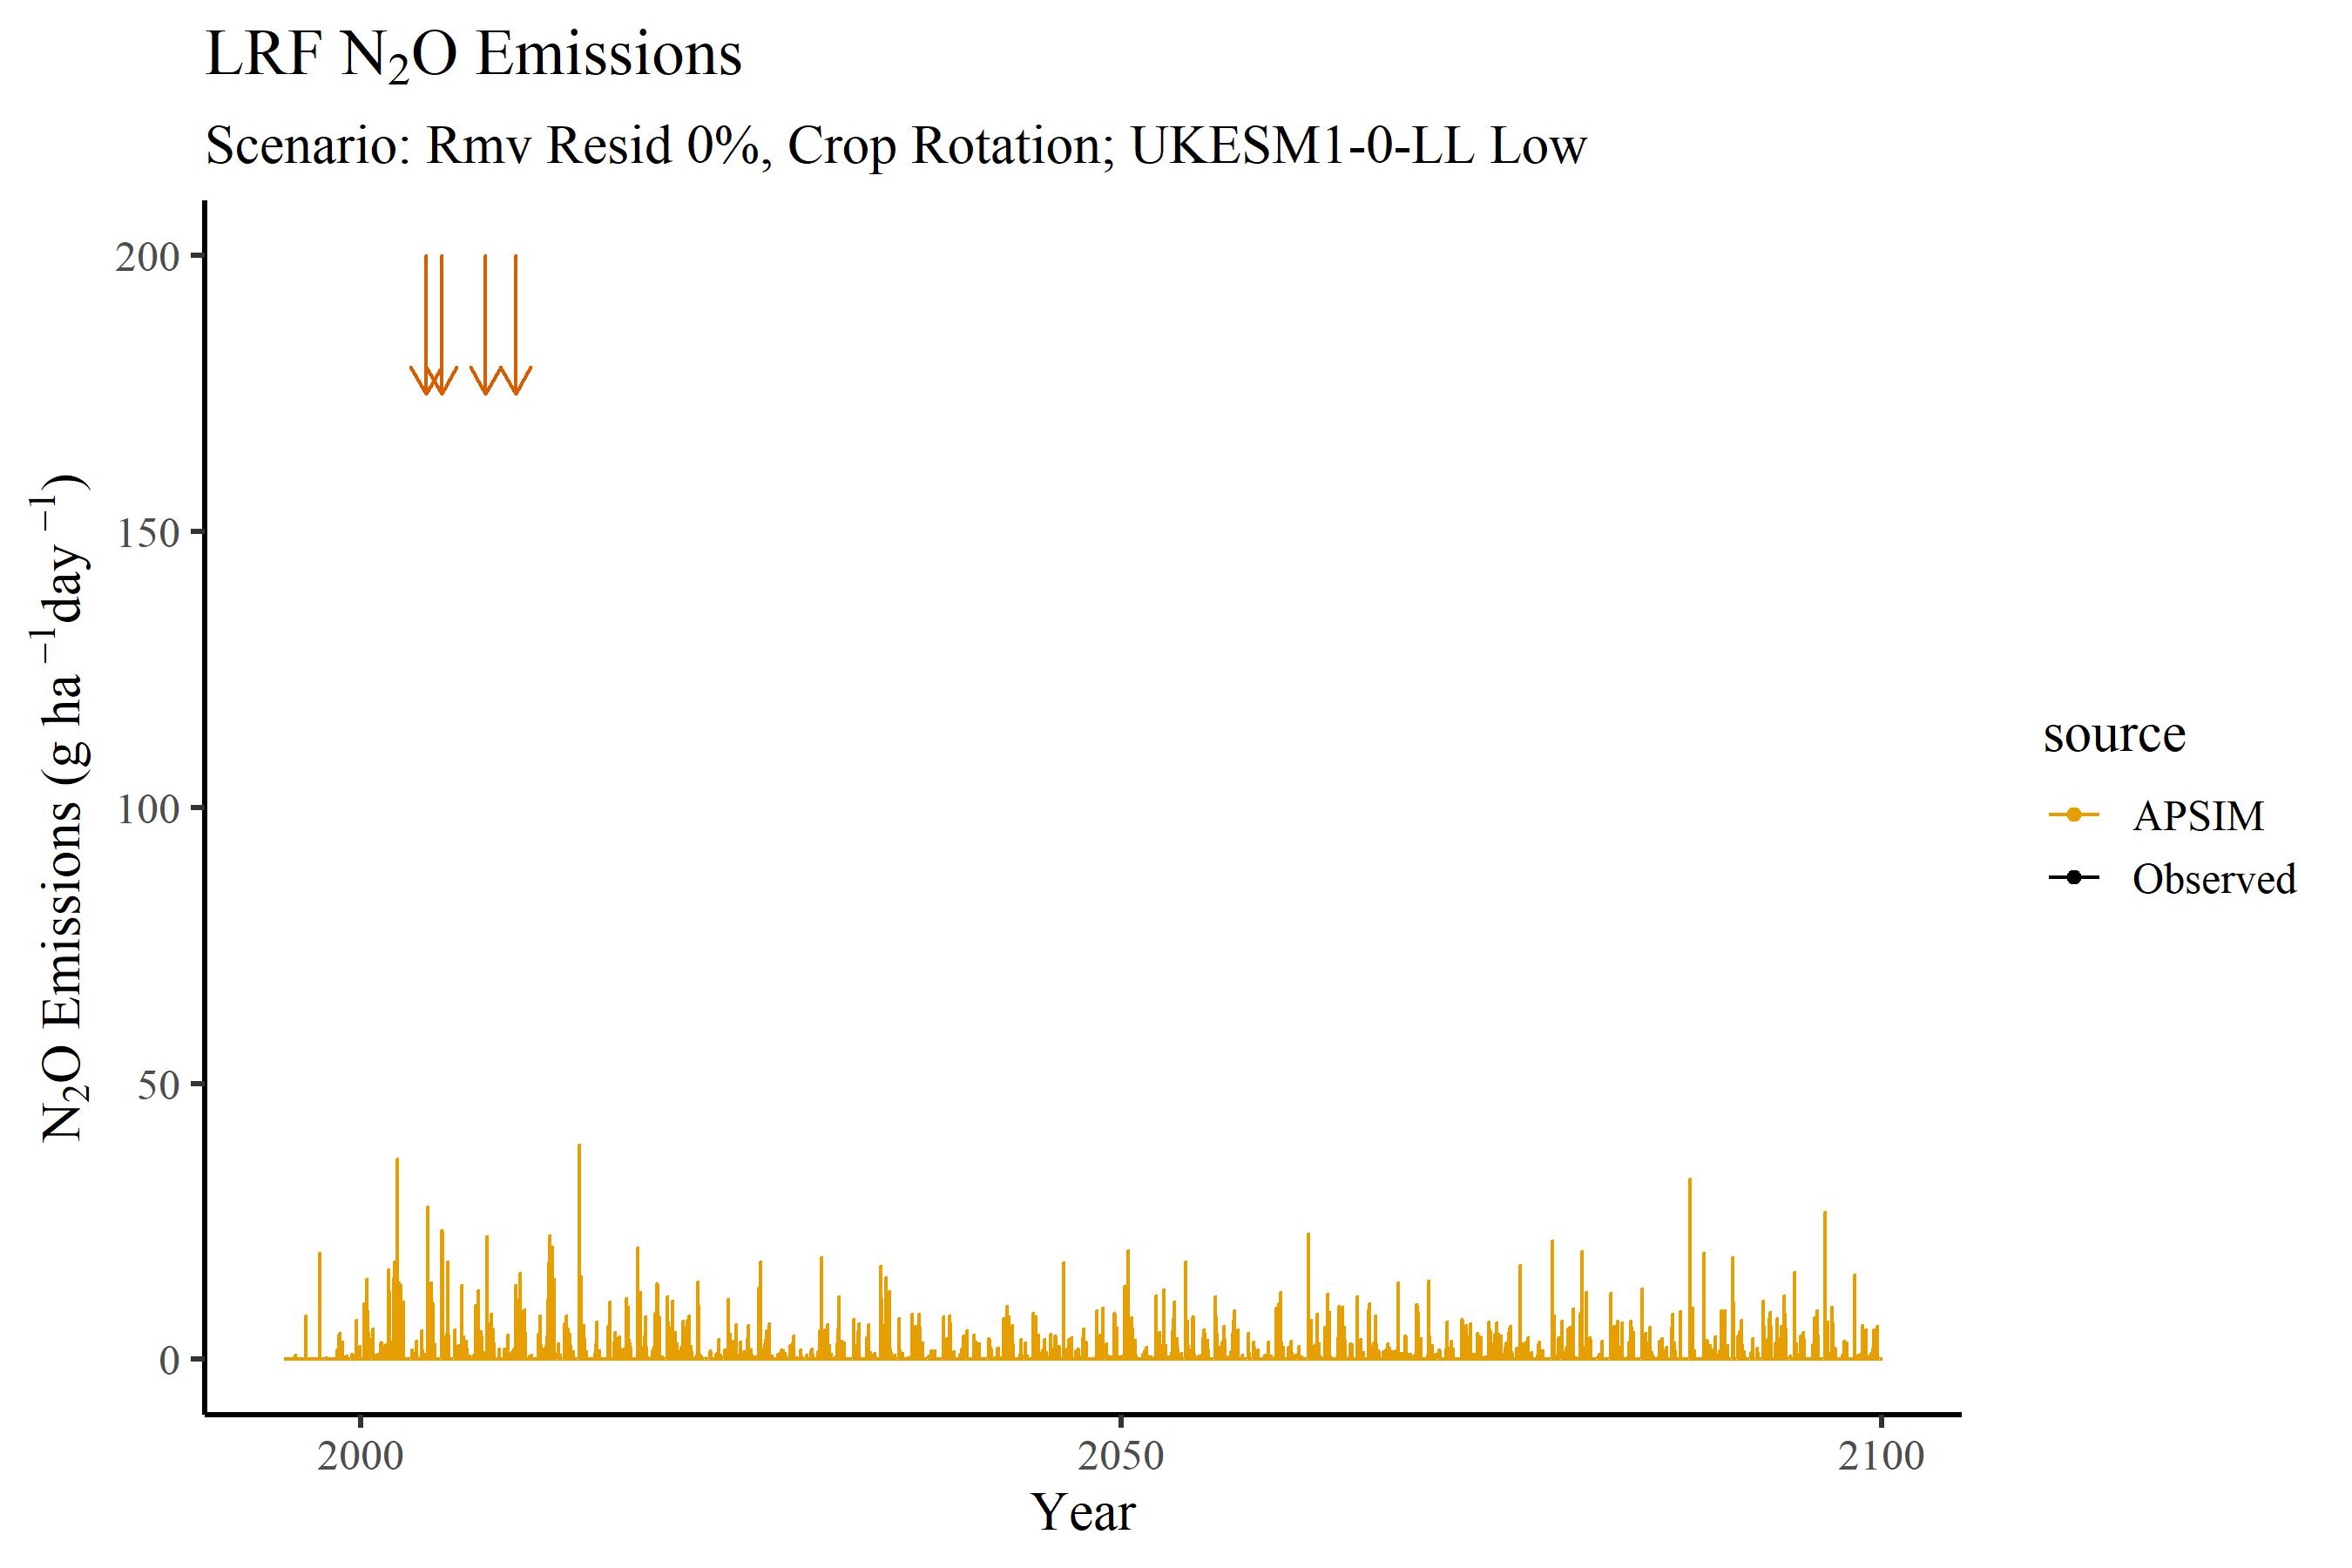 LRF N₂O Emissions
Scenario: Rmv Resid 0%, Crop Rotation; UKESM1-0-LL Low
N₂O Emissions (g ha ⁻¹day ⁻¹)
200
150
100
50
0
2000
2050
2100
Year
source
APSIM
Observed